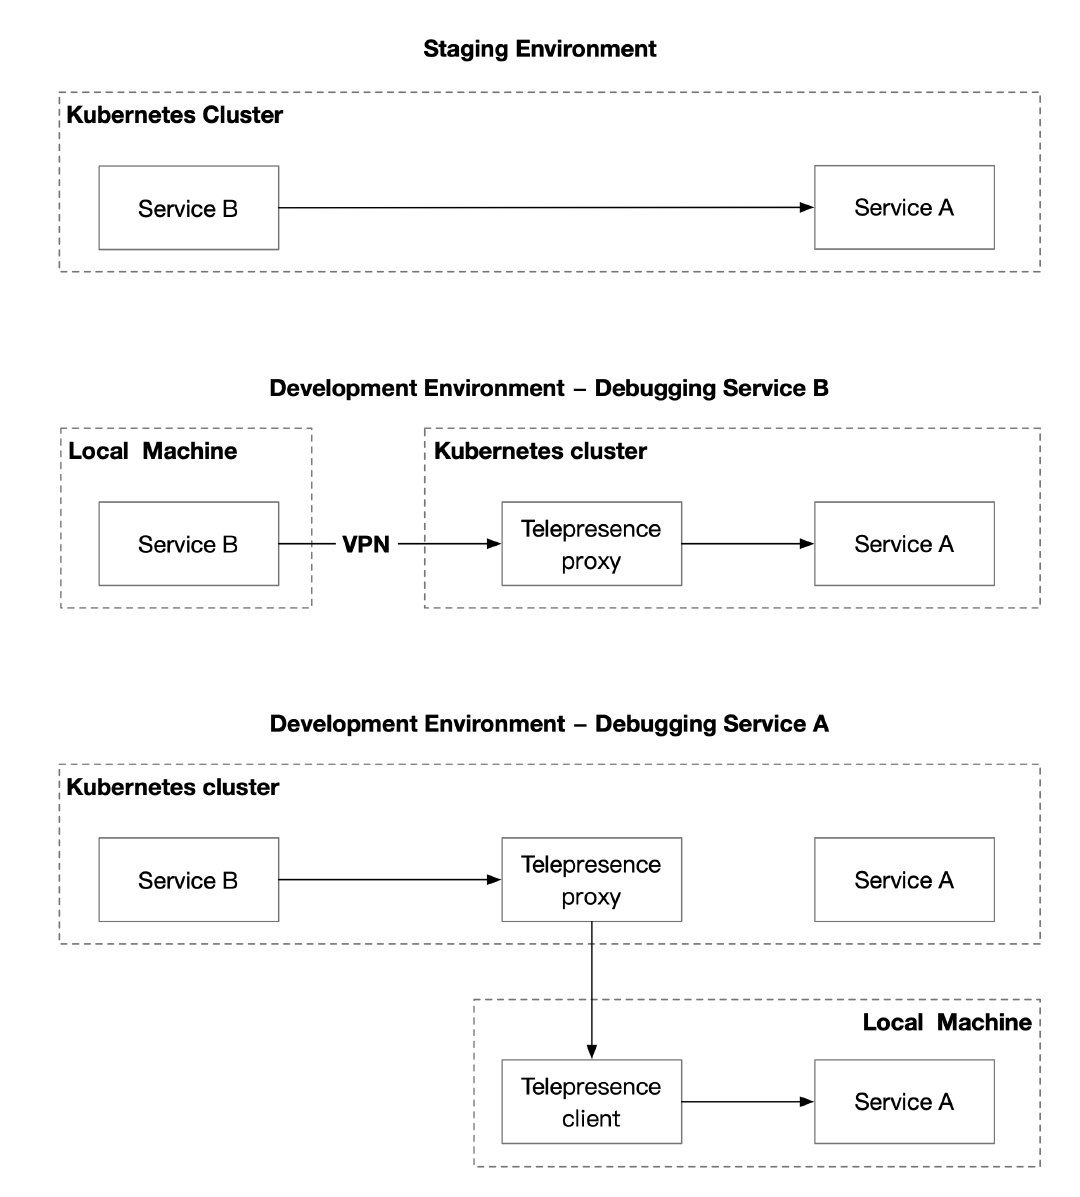 Staging Environment
Kubernetes Cluster
Service B
Service A
Development Environment – Debugging Service B
Local Machine
Kubernetes cluster
Service B
VPN
Telepresence
proxy
Service A
Development Environment – Debugging Service A
Kubernetes cluster
Service B
Telepresence
proxy
Service A
Local Machine
Telepresence
client
Service A